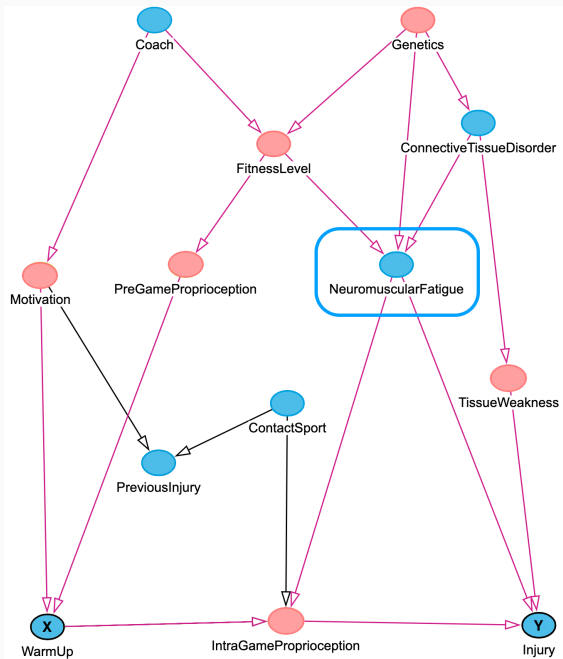 Coach
Genetics
ConnectiveTissueDisorder
FitnessLevel
Motivation
PreGameProprioception
NeuromuscularFatigue
TissueWeakness
ContactSport
PreviousInjury
X
Y
WarmUp
IntraGameProprioception
Injury